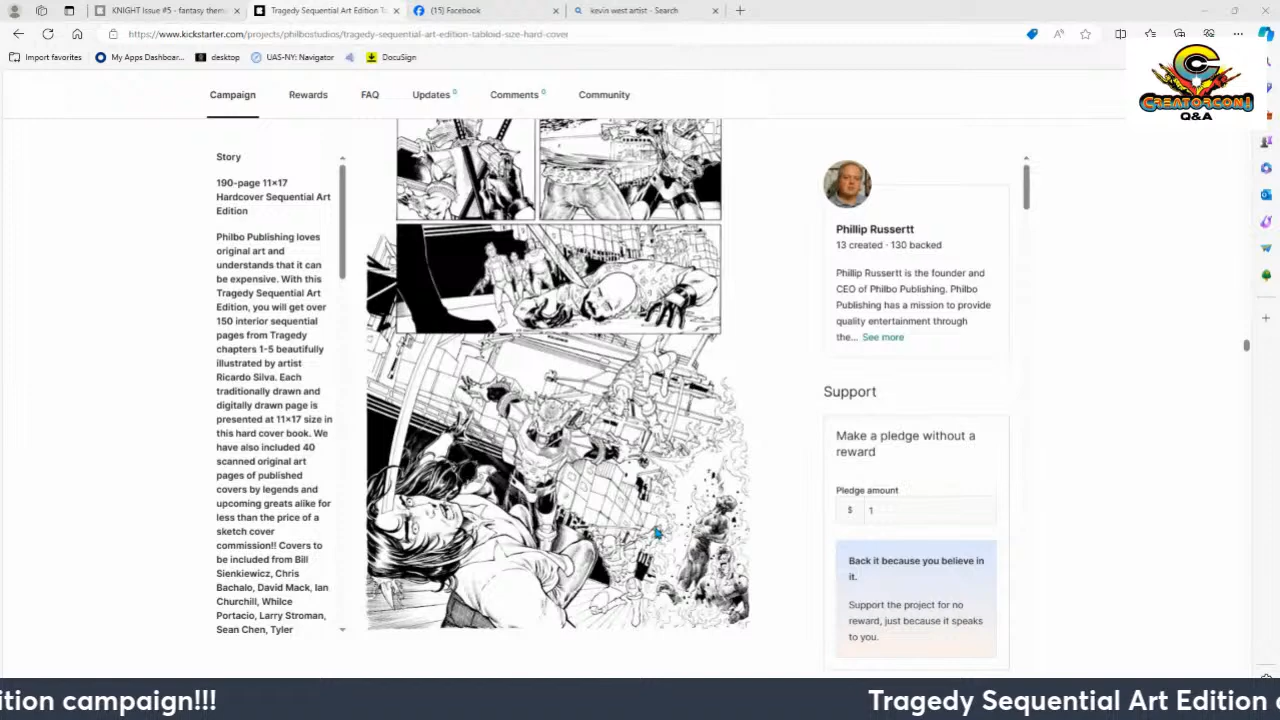 KNIGHT Issue #5 - fantasy them
Tragedy Sequential Art Edition T
(15) Facebook
kevin west artist - Search
https://www.kickstarter.com/projects/philbostudios/tragedy-sequential-art-edition-tabloid-size-hard-cover
Import favorites
My Apps Dashboar...
desktop
UAS-NY: Navigator
DocuSign
CREATORCON!
Q&A
Campaign
Rewards
FAQ
Updates 0
Comments 0
Community
Story
190-page 11×17
Hardcover Sequential Art
Edition
Philbo Publishing loves
original art and
understands that it can
be expensive. With this
Tragedy Sequential Art
Edition, you will get over
150 interior sequential
pages from Tragedy
chapters 1-5 beautifully
illustrated by artist
Ricardo Silva. Each
traditionally drawn and
digitally drawn page is
presented at 11×17 size in
this hard cover book. We
have also included 40
scanned original art
pages of published
covers by legends and
upcoming greats alike for
less than the price of a
sketch cover
commission!! Covers to
be included from Bill
Sienkiewicz, Chris
Bachalo, David Mack, Ian
Churchill, Whilce
Portacio, Larry Stroman,
Sean Chen, Tyler
Phillip Russertt
13 created · 130 backed
Phillip Russertt is the founder and
CEO of Philbo Publishing. Philbo
Publishing has a mission to provide
quality entertainment through
the... See more
Support
Make a pledge without a
reward
Pledge amount
$ 1
Back it because you believe in
it.
Support the project for no
reward, just because it speaks
to you.
ition campaign!!!
Tragedy Sequential Art Edition